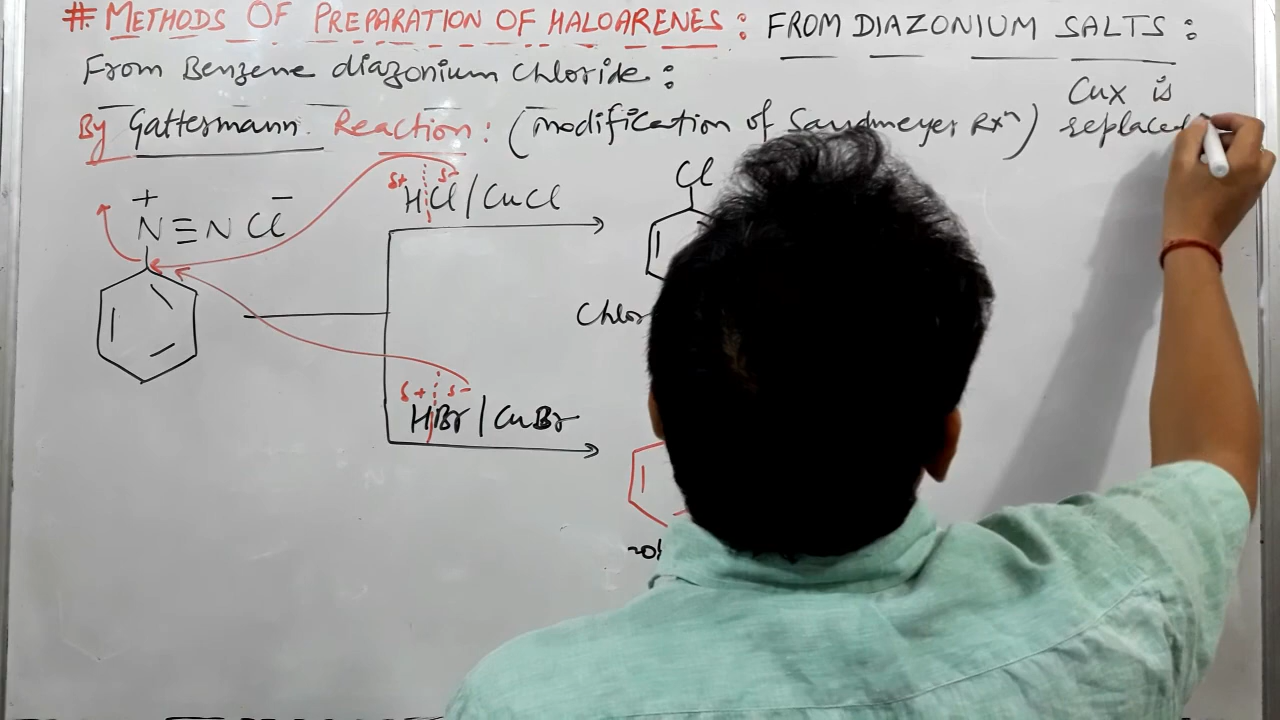 # METHODS OF PREPARATION OF HALOARENES : FROM DIAZONIUM SALTS :
From Benzene diazonium chloride :
CuX is
By Gattermann Reaction : (modification of Sandmeyer Rxⁿ) replaced
δ+ δ-
HCl/CuCl
Cl
+
N≡N Cl⁻
Chlor
δ+ δ-
HBr/CuBr